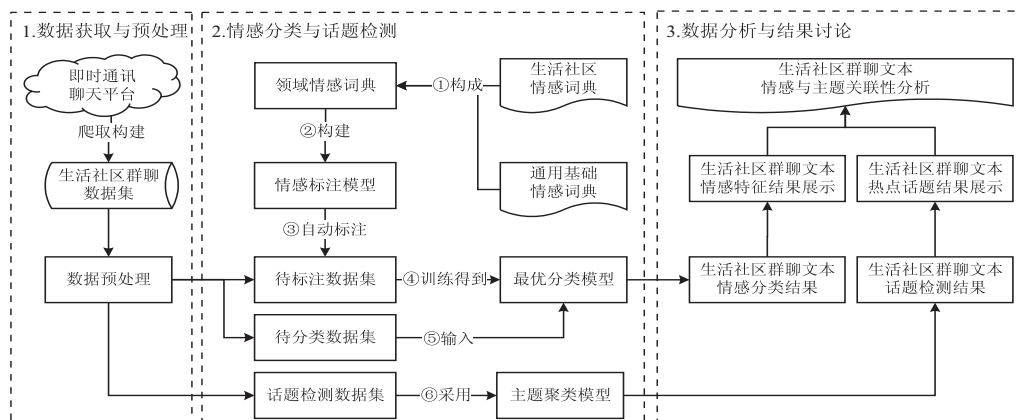 1.数据获取与预处理
即时通讯
聊天平台
爬取构建
生活社区群聊
数据集
数据预处理
2.情感分类与话题检测
领域情感词典
①构成
生活社区
情感词典
②构建
情感标注模型
通用基础
情感词典
③自动标注
待标注数据集
④训练得到
最优分类模型
待分类数据集
⑤输入
话题检测数据集
⑥采用
主题聚类模型
3.数据分析与结果讨论
生活社区群聊文本
情感与主题关联性分析
生活社区群聊文本
情感特征结果展示
生活社区群聊文本
热点话题结果展示
生活社区群聊文本
情感分类结果
生活社区群聊文本
话题检测结果